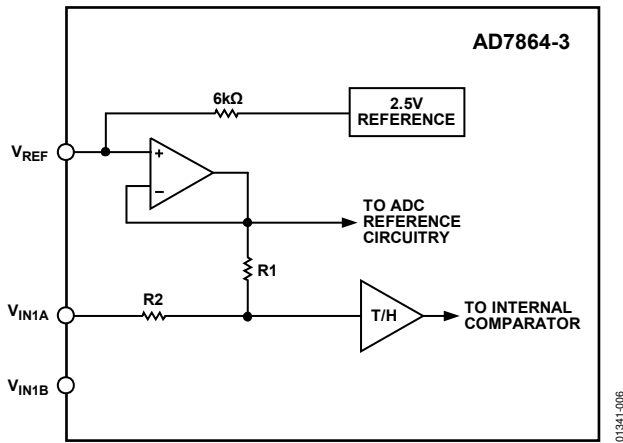 AD7864-3
6kΩ
2.5V
REFERENCE
VREF
+
−
TO ADC
REFERENCE
CIRCUITRY
R1
VIN1A
R2
T/H
TO INTERNAL
COMPARATOR
VIN1B
01341-006